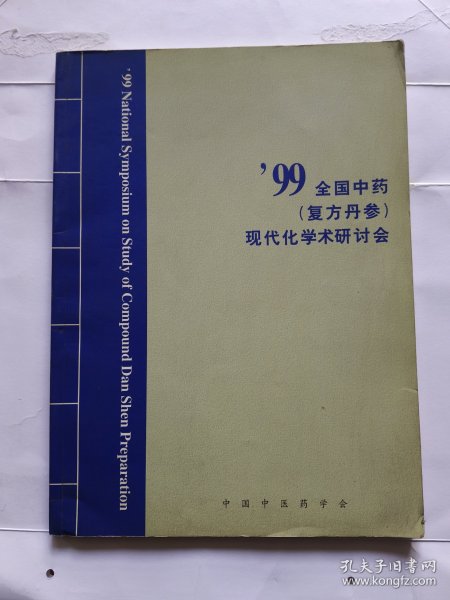 '99 National Symposium on Study of Compound Dan Shen Preparation
'99 全国中药
(复方丹参)
现代化学术研讨会
中国中医药学会
孔夫子旧书网
www.kongfz.com